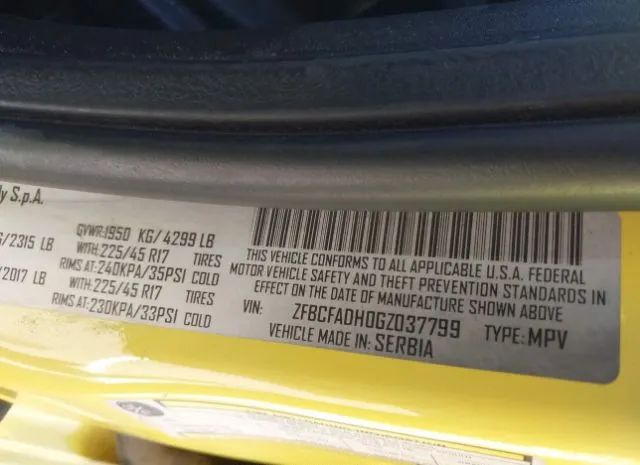 ly S.p.A.
GVWR:1950 KG/4299 LB
G/2315 LB WITH:225/45 R17 TIRES
RIMS AT:240KPA/35PSI COLD
/2017 LB WITH:225/45 R17 TIRES
RIMS AT:230KPA/33PSI COLD
THIS VEHICLE CONFORMS TO ALL APPLICABLE U.S.A. FEDERAL
MOTOR VEHICLE SAFETY AND THEFT PREVENTION STANDARDS IN
EFFECT ON THE DATE OF MANUFACTURE SHOWN ABOVE
VIN: ZFBCFADH0GZ037799 TYPE: MPV
VEHICLE MADE IN: SERBIA